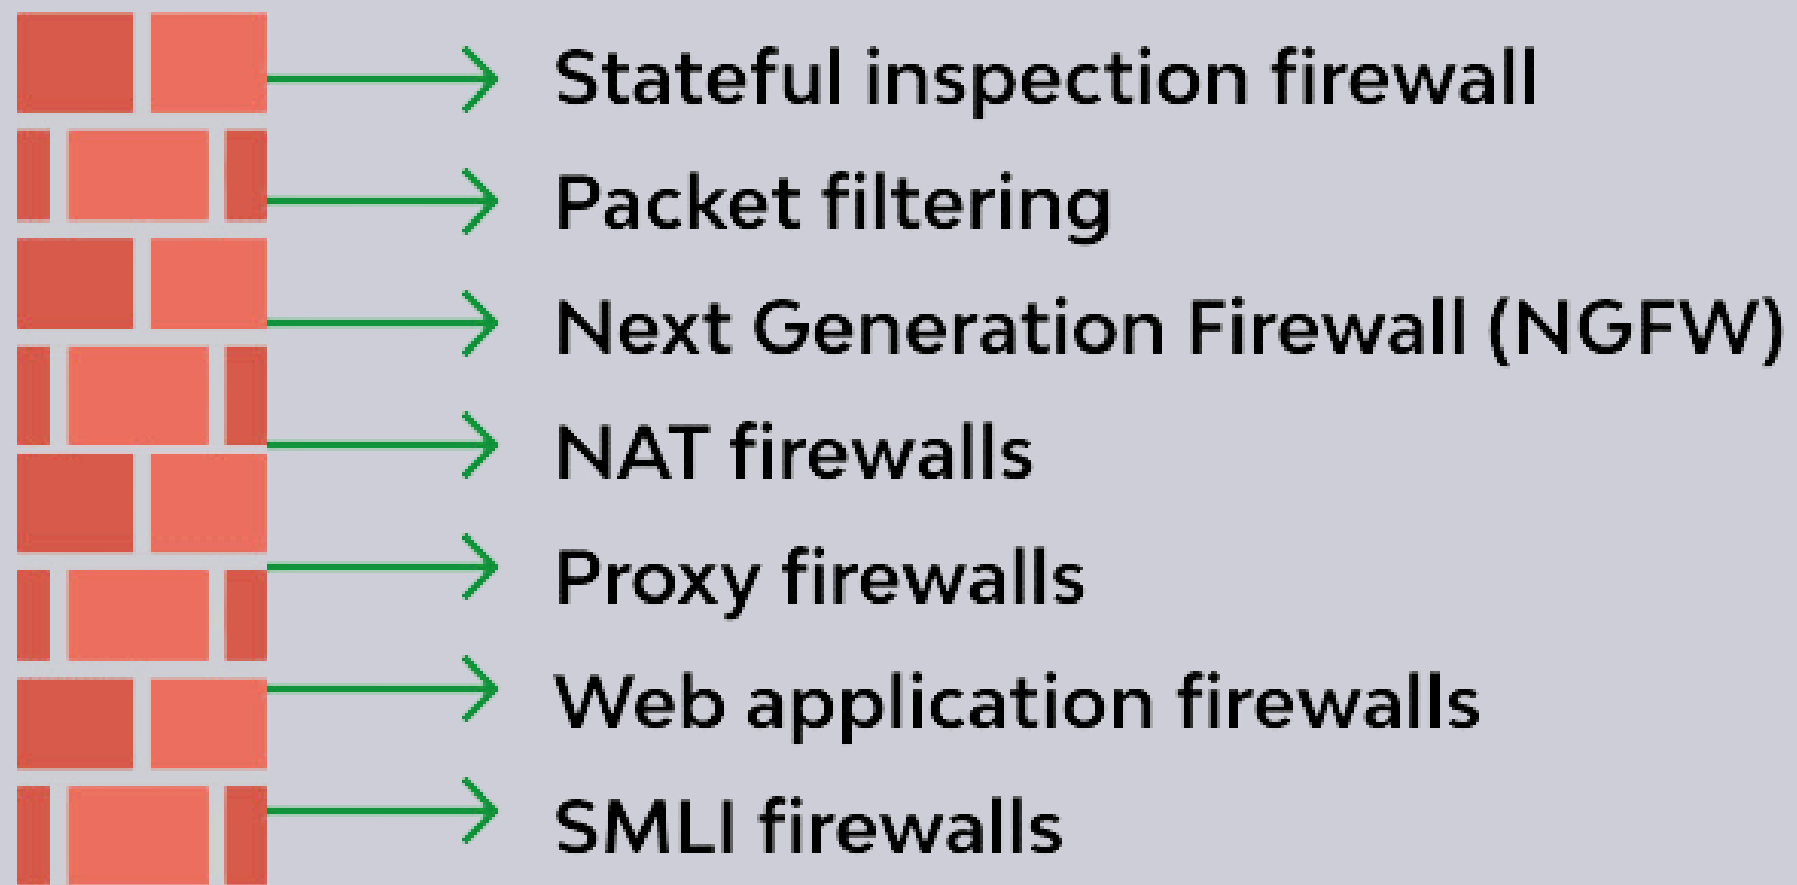 Stateful inspection firewall
Packet filtering
Next Generation Firewall (NGFW)
NAT firewalls
Proxy firewalls
Web application firewalls
SMLI firewalls